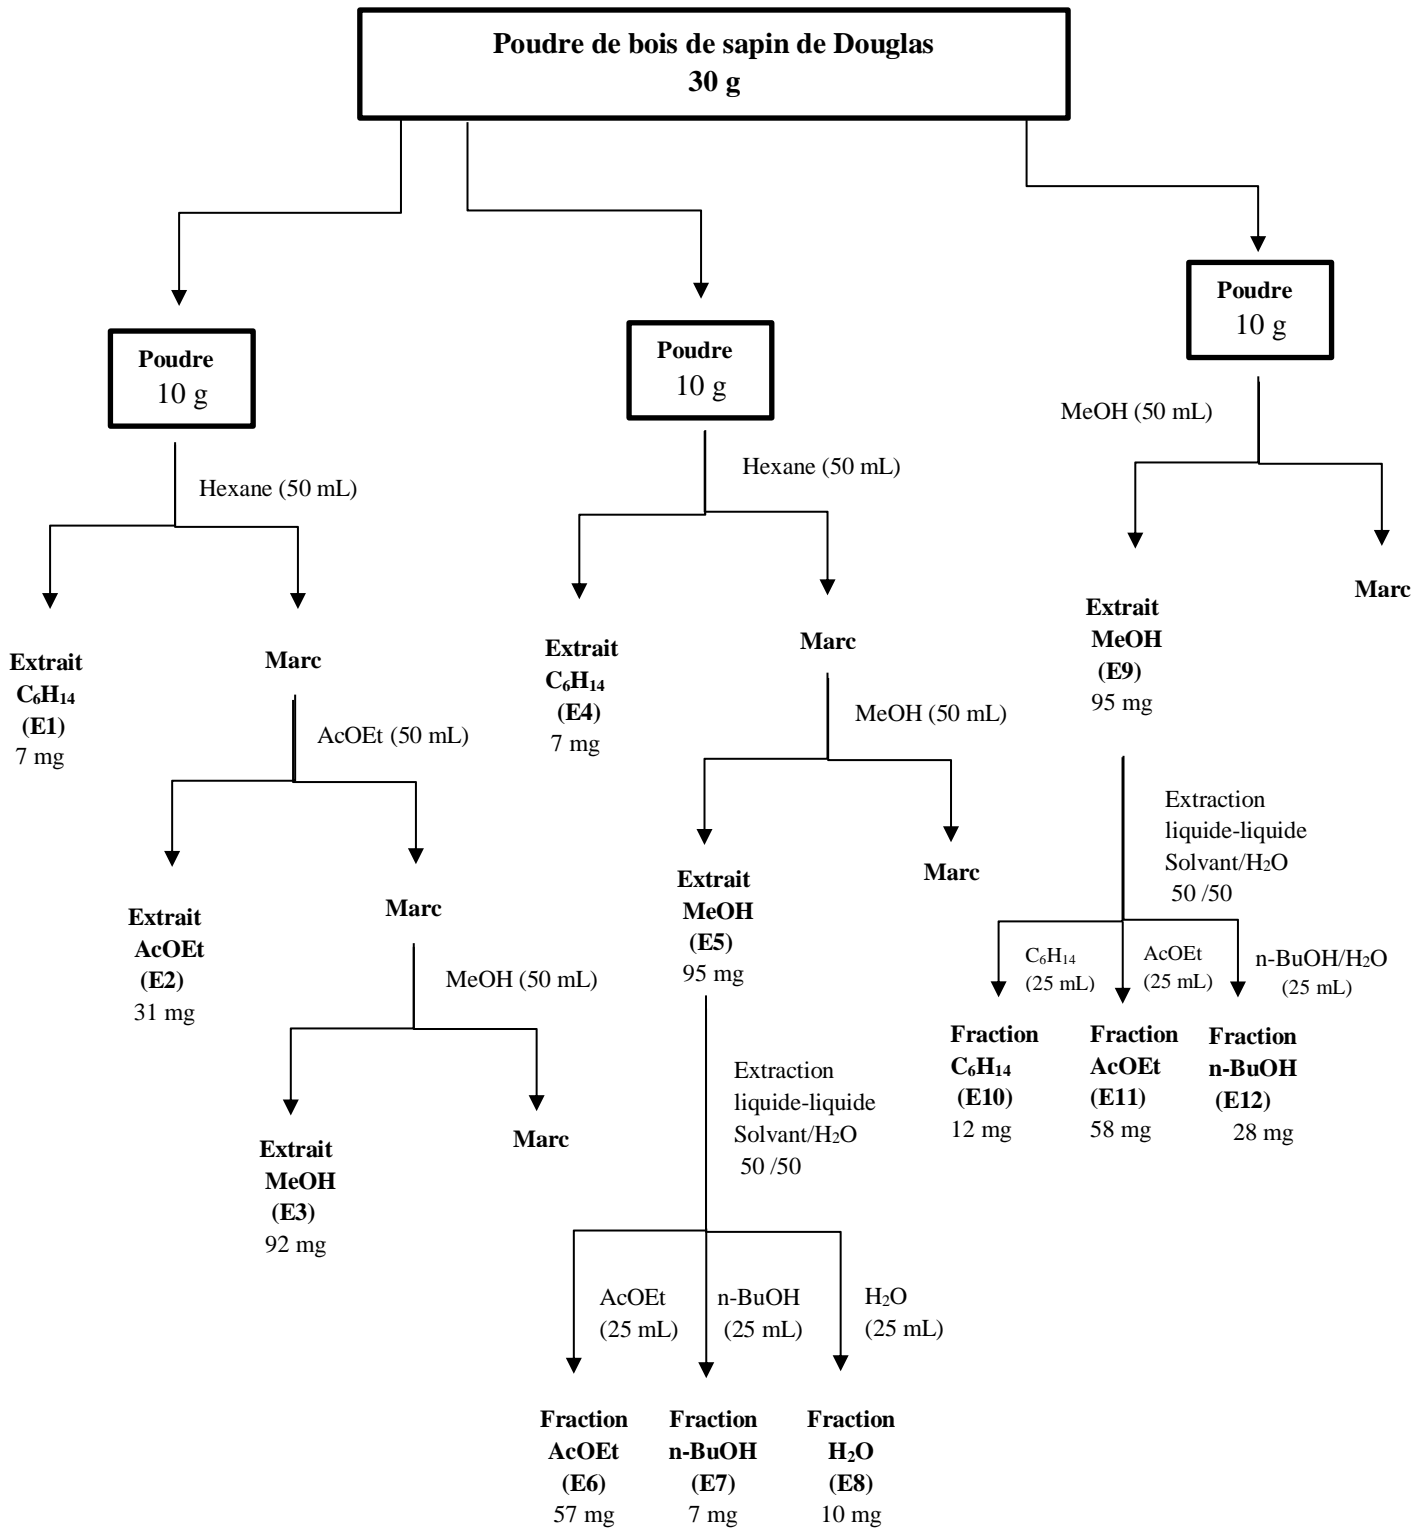 Poudre de bois de sapin de Douglas
30 g
Poudre
10 g
Hexane (50 mL)
Extrait
C₆H₁₄
(E1)
7 mg
Marc
AcOEt (50 mL)
Extrait
AcOEt
(E2)
31 mg
Marc
MeOH (50 mL)
Extrait
MeOH
(E3)
92 mg
Marc
Poudre
10 g
Hexane (50 mL)
Extrait
C₆H₁₄
(E4)
7 mg
Marc
MeOH (50 mL)
Extrait
MeOH
(E5)
95 mg
Marc
Extraction
liquide-liquide
Solvant/H₂O
50 /50
AcOEt
(25 mL)
n-BuOH
(25 mL)
H₂O
(25 mL)
Fraction
AcOEt
(E6)
57 mg
Fraction
n-BuOH
(E7)
7 mg
Fraction
H₂O
(E8)
10 mg
Poudre
10 g
MeOH (50 mL)
Extrait
MeOH
(E9)
95 mg
Marc
Extraction
liquide-liquide
Solvant/H₂O
50 /50
C₆H₁₄
(25 mL)
AcOEt
(25 mL)
n-BuOH/H₂O
(25 mL)
Fraction
C₆H₁₄
(E10)
12 mg
Fraction
AcOEt
(E11)
58 mg
Fraction
n-BuOH
(E12)
28 mg